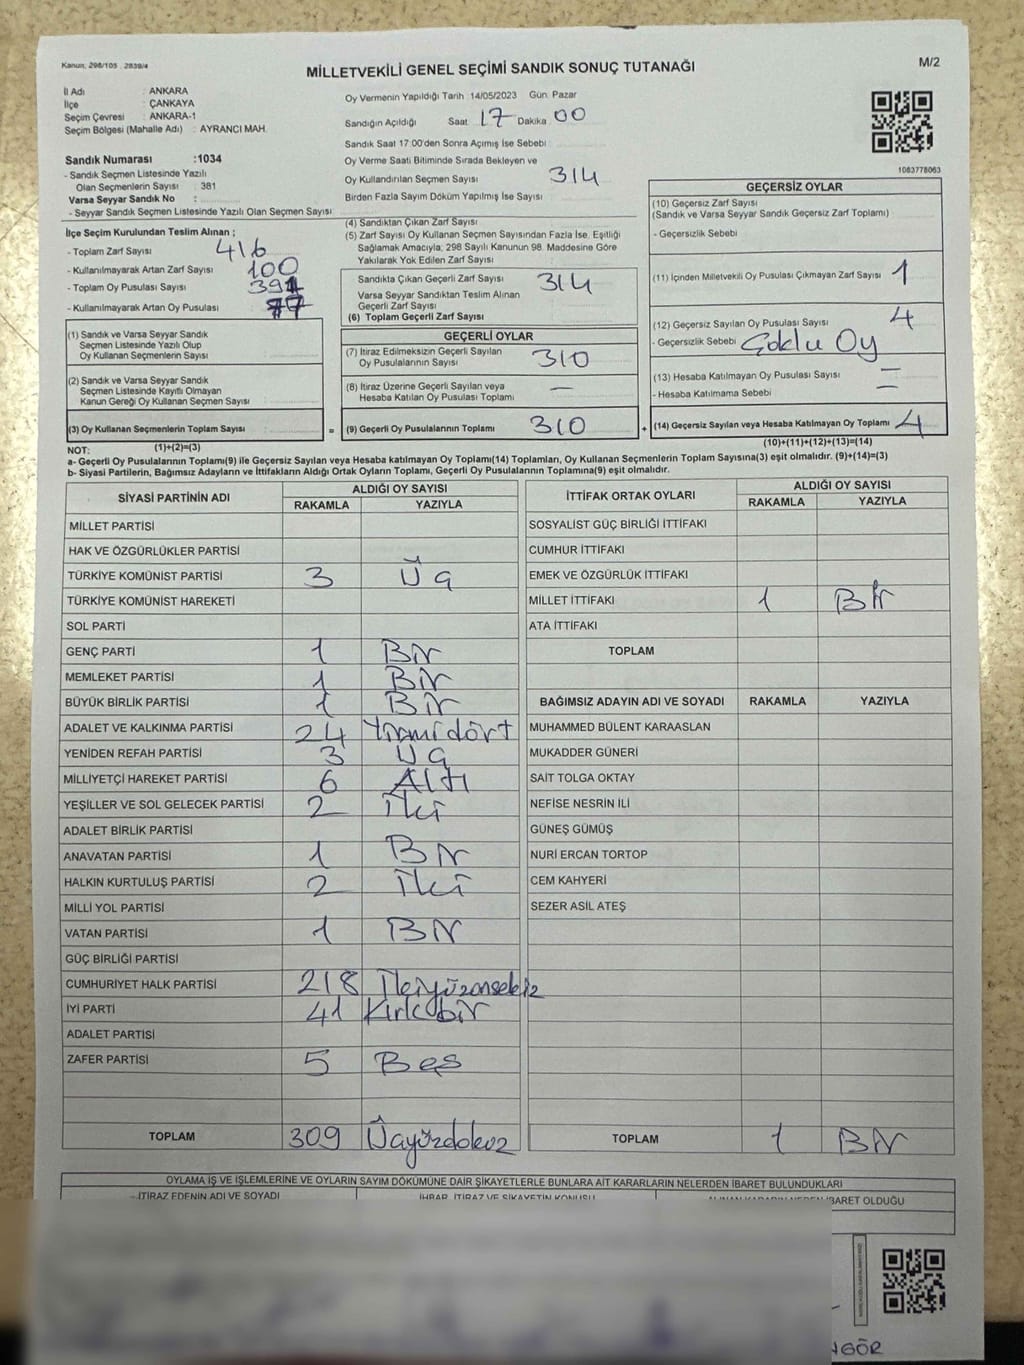 Kanun: 298/105 . 2839/4
MİLLETVEKİLİ GENEL SEÇİMİ SANDIK SONUÇ TUTANAĞI
M/2
İl Adı : ANKARA
İlçe : ÇANKAYA
Seçim Çevresi : ANKARA-1
Seçim Bölgesi (Mahalle Adı) : AYRANCI MAH.
Sandık Numarası :1034
- Sandık Seçmen Listesinde Yazılı
Olan Seçmenlerin Sayısı : 381
Varsa Seyyar Sandık No :
- Seyyar Sandık Seçmen Listesinde Yazılı Olan Seçmen Sayısı :
Oy Vermenin Yapıldığı Tarih : 14/05/2023 Gün: Pazar
Sandığın Açıldığı Saat 17 Dakika 00
Sandık Saat 17:00'den Sonra Açımış İse Sebebi :
Oy Verme Saati Bitiminde Sırada Bekleyen ve
Oy Kullandırılan Seçmen Sayısı : 314
Birden Fazla Sayım Döküm Yapılmış İse Sayısı :
1083778063
İlçe Seçim Kurulundan Teslim Alınan ;
- Toplam Zarf Sayısı : 416
- Kullanılmayarak Artan Zarf Sayısı : 100
- Toplam Oy Pusulası Sayısı : 391
- Kullanılmayarak Artan Oy Pusulası : 77
(1) Sandık ve Varsa Seyyar Sandık
Seçmen Listesinde Yazılı Olup
Oy Kullanan Seçmenlerin Sayısı
(2) Sandık ve Varsa Seyyar Sandık
Seçmen Listesinde Kayıtlı Olmayan
Kanun Gereği Oy Kullanan Seçmen Sayısı
(3) Oy Kullanan Seçmenlerin Toplam Sayısı :
(1)+(2)=(3)
(4) Sandıktan Çıkan Zarf Sayısı
(5) Zarf Sayısı Oy Kullanan Seçmen Sayısından Fazla İse, Eşitliği
Sağlamak Amacıyla; 298 Sayılı Kanunun 98. Maddesine Göre
Yakılarak Yok Edilen Zarf Sayısı :
Sandıkta Çıkan Geçerli Zarf Sayısı : 314
Varsa Seyyar Sandıktan Teslim Alınan
Geçerli Zarf Sayısı
(6) Toplam Geçerli Zarf Sayısı
GEÇERLİ OYLAR
(7) İtiraz Edilmeksizin Geçerli Sayılan
Oy Pusulalarının Sayısı : 310
(8) İtiraz Üzerine Geçerli Sayılan veya
Hesaba Katılan Oy Pusulası Toplamı : —
= (9) Geçerli Oy Pusulalarının Toplamı : 310
GEÇERSİZ OYLAR
(10) Geçersiz Zarf Sayısı
(Sandık ve Varsa Seyyar Sandık Geçersiz Zarf Toplamı) :
- Geçersizlik Sebebi :
(11) İçinden Milletvekili Oy Pusulası Çıkmayan Zarf Sayısı : 1
(12) Geçersiz Sayılan Oy Pusulası Sayısı : 4
- Geçersizlik Sebebi : Çoklu Oy
(13) Hesaba Katılmayan Oy Pusulası Sayısı : —
- Hesaba Katılmama Sebebi : —
+ (14) Geçersiz Sayılan veya Hesaba Katılmayan Oy Toplamı : 4
(10)+(11)+(12)+(13)=(14)
NOT:
a- Geçerli Oy Pusulalarının Toplamı(9) ile Geçersiz Sayılan veya Hesaba katılmayan Oy Toplamı(14) Toplamları, Oy Kullanan Seçmenlerin Toplam Sayısına(3) eşit olmalıdır. (9)+(14)=(3)
b- Siyasi Partilerin, Bağımsız Adayların ve İttifakların Aldığı Ortak Oyların Toplamı, Geçerli Oy Pusulalarının Toplamına(9) eşit olmalıdır.
SİYASİ PARTİNİN ADI ALDIĞI OY SAYISI
RAKAMLA YAZIYLA
MİLLET PARTİSİ
HAK VE ÖZGÜRLÜKLER PARTİSİ
TÜRKİYE KOMÜNİST PARTİSİ 3 Üç
TÜRKİYE KOMÜNİST HAREKETİ
SOL PARTİ
GENÇ PARTİ 1 Bir
MEMLEKET PARTİSİ 1 Bir
BÜYÜK BİRLİK PARTİSİ 1 Bir
ADALET VE KALKINMA PARTİSİ 24 Yirmidört
YENİDEN REFAH PARTİSİ 3 Üç
MİLLİYETÇİ HAREKET PARTİSİ 6 Altı
YEŞİLLER VE SOL GELECEK PARTİSİ 2 İki
ADALET BİRLİK PARTİSİ
ANAVATAN PARTİSİ 1 Bir
HALKIN KURTULUŞ PARTİSİ 2 İki
MİLLİ YOL PARTİSİ
VATAN PARTİSİ 1 Bir
GÜÇ BİRLİĞİ PARTİSİ
CUMHURİYET HALK PARTİSİ 218 İkiyüzonsekiz
İYİ PARTİ 41 Kırkbir
ADALET PARTİSİ
ZAFER PARTİSİ 5 Beş
TOPLAM 309 Üçyüzdokuz
İTTİFAK ORTAK OYLARI ALDIĞI OY SAYISI
RAKAMLA YAZIYLA
SOSYALİST GÜÇ BİRLİĞİ İTTİFAKI
CUMHUR İTTİFAKI
EMEK VE ÖZGÜRLÜK İTTİFAKI
MİLLET İTTİFAKI 1 Bir
ATA İTTİFAKI
TOPLAM
BAĞIMSIZ ADAYIN ADI VE SOYADI RAKAMLA YAZIYLA
MUHAMMED BÜLENT KARAASLAN
MUKADDER GÜNERİ
SAİT TOLGA OKTAY
NEFİSE NESRİN İLİ
GÜNEŞ GÜMÜŞ
NURİ ERCAN TORTOP
CEM KAHYERİ
SEZER ASİL ATEŞ
TOPLAM 1 Bir
OYLAMA İŞ VE İŞLEMLERİNE VE OYLARIN SAYIM DÖKÜMÜNE DAİR ŞİKAYETLERLE BUNLARA AİT KARARLARIN NELERDEN İBARET BULUNDUKLARI
İTİRAZ EDENİN ADI VE SOYADI İHBAR, İTİRAZ VE ŞİKAYETİN KONUSU ALINAN KARARIN NEDEN İBARET OLDUĞU
NGÖR